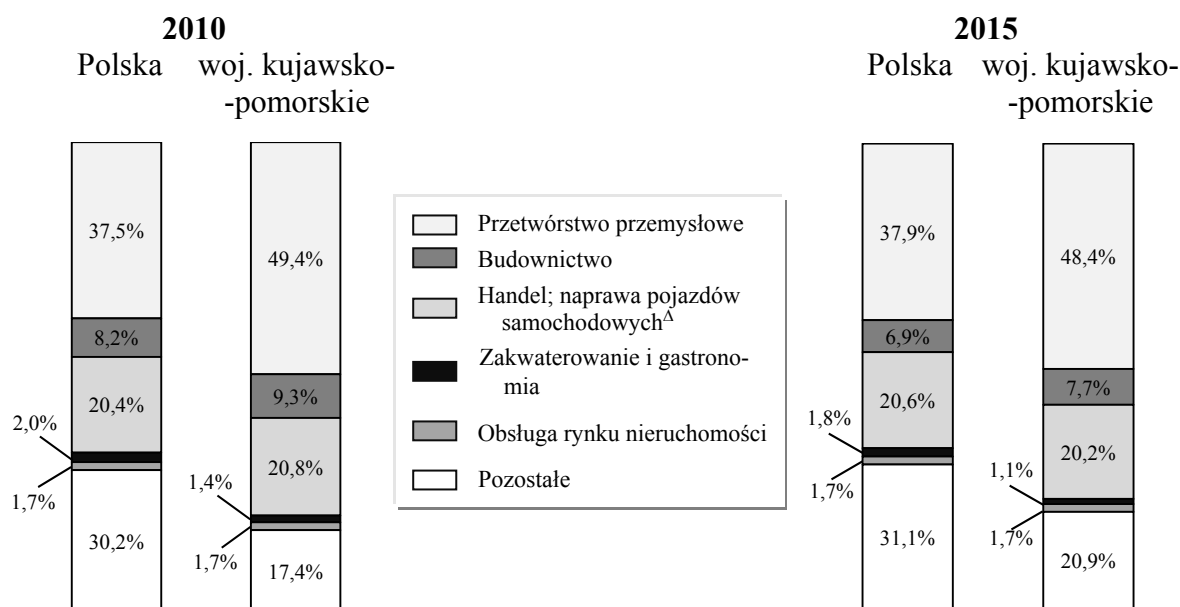 2010
Polska
woj. kujawsko-
-pomorskie
37,5%
8,2%
20,4%
2,0%
1,7%
30,2%
49,4%
9,3%
20,8%
1,4%
1,7%
17,4%
Przetwórstwo przemysłowe
Budownictwo
Handel; naprawa pojazdów
samochodowych^Δ
Zakwaterowanie i gastrono-
mia
Obsługa rynku nieruchomości
Pozostałe
2015
Polska
woj. kujawsko-
-pomorskie
37,9%
6,9%
20,6%
1,8%
1,7%
31,1%
48,4%
7,7%
20,2%
1,1%
1,7%
20,9%